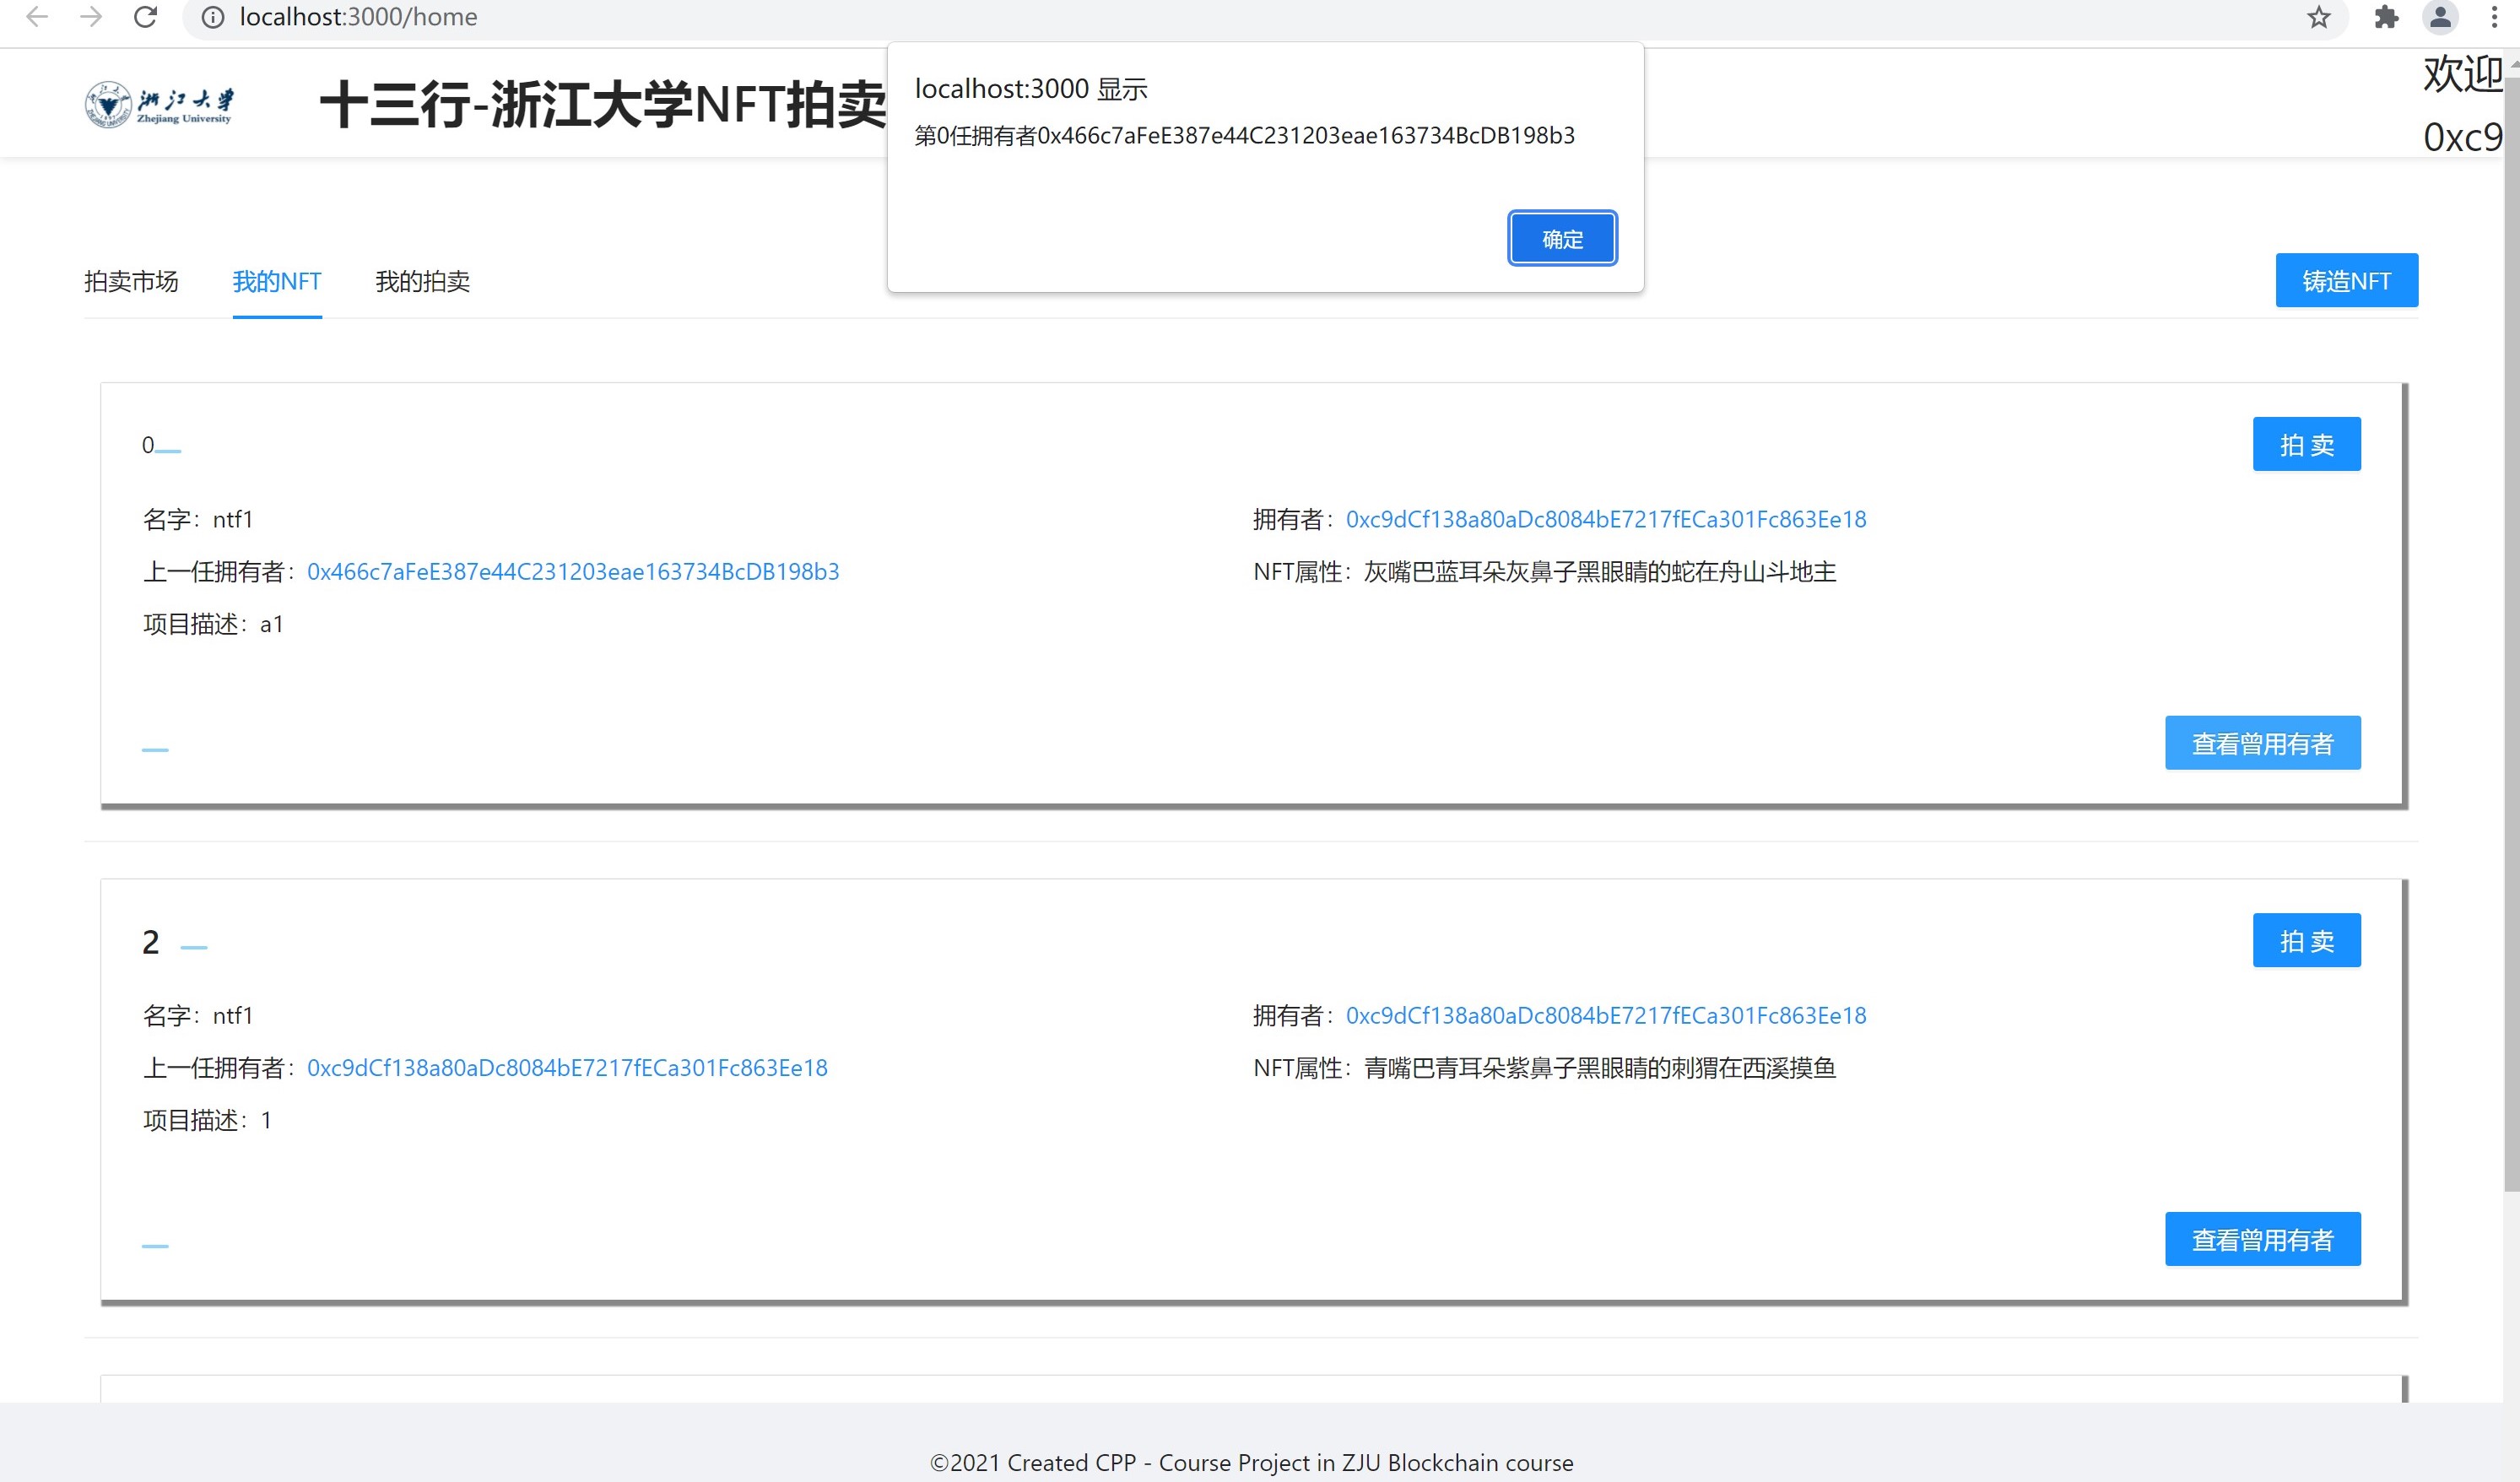 localhost:3000/home
localhost:3000 显示
第0任拥有者0x466c7aFeE387e44C231203eae163734BcDB198b3
确定
浙江大学
Zhejiang University
十三行-浙江大学NFT拍卖
欢迎
0xc9
拍卖市场
我的NFT
我的拍卖
铸造NFT
0
拍 卖
名字：ntf1
拥有者：0xc9dCf138a80aDc8084bE7217fECa301Fc863Ee18
上一任拥有者：0x466c7aFeE387e44C231203eae163734BcDB198b3
NFT属性：灰嘴巴蓝耳朵灰鼻子黑眼睛的蛇在舟山斗地主
项目描述：a1
查看曾用有者
2
拍 卖
名字：ntf1
拥有者：0xc9dCf138a80aDc8084bE7217fECa301Fc863Ee18
上一任拥有者：0xc9dCf138a80aDc8084bE7217fECa301Fc863Ee18
NFT属性：青嘴巴青耳朵紫鼻子黑眼睛的刺猬在西溪摸鱼
项目描述：1
查看曾用有者
©2021 Created CPP - Course Project in ZJU Blockchain course